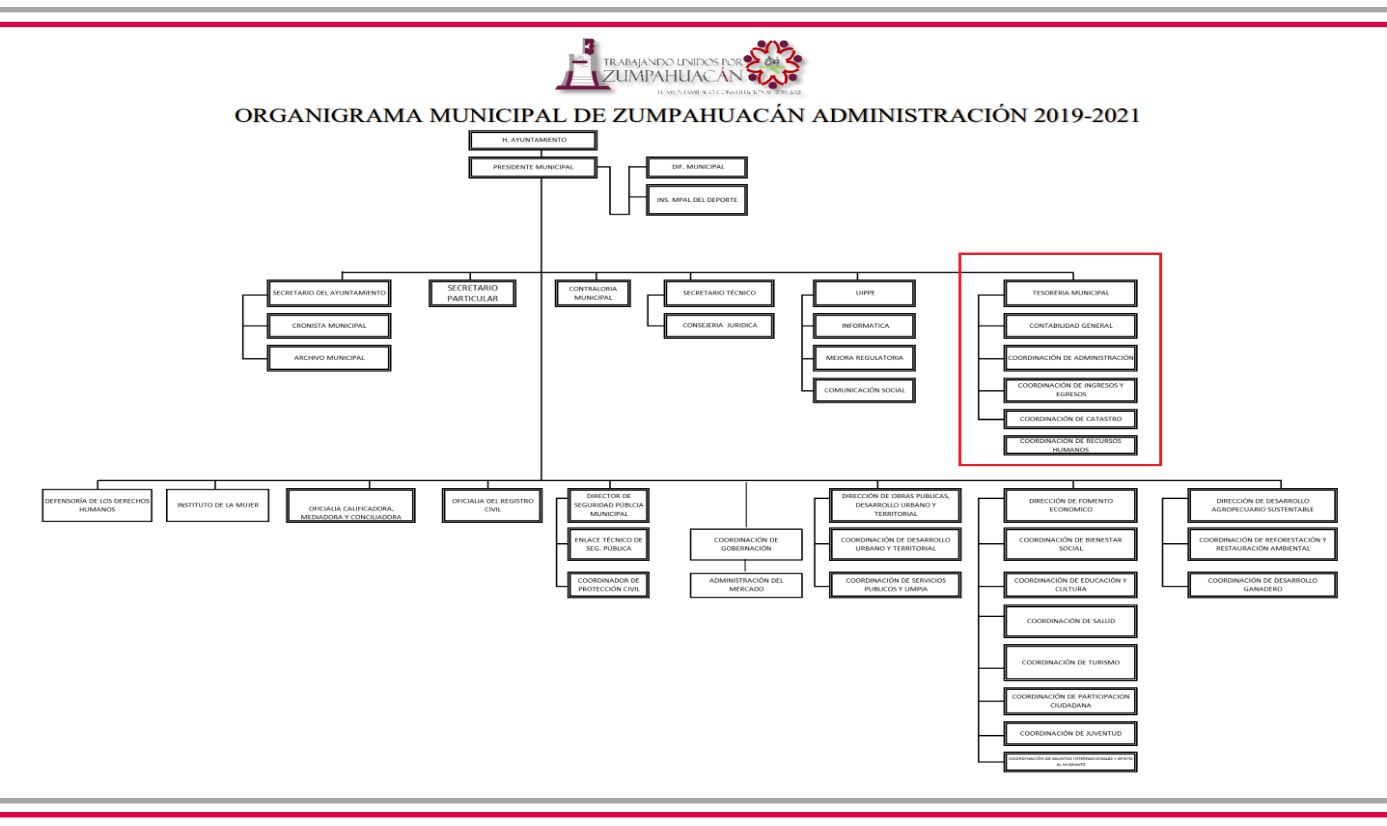 TRABAJANDO UNIDOS POR
ZUMPAHUACÁN
H. AYUNTAMIENTO CONSTITUCIONAL 2019-2021
ORGANIGRAMA MUNICIPAL DE ZUMPAHUACÁN ADMINISTRACIÓN 2019-2021
H. AYUNTAMIENTO
PRESIDENTE MUNICIPAL
DIF. MUNICIPAL
INS. MPAL DEL DEPORTE
SECRETARIO DEL AYUNTAMIENTO
CRONISTA MUNICIPAL
ARCHIVO MUNICIPAL
SECRETARIO
PARTICULAR
CONTRALORIA
MUNICIPAL
SECRETARIO TÉCNICO
CONSEJERIA JURIDICA
UIPPE
INFORMATICA
MEJORA REGULATORIA
COMUNICACIÓN SOCIAL
TESORERIA MUNICIPAL
CONTABILIDAD GENERAL
COORDINACIÓN DE ADMINISTRACIÓN
COORDINACIÓN DE INGRESOS Y
EGRESOS
COORDINACIÓN DE CATASTRO
COORDINACIÓN DE RECURSOS
HUMANOS
DEFENSORÍA DE LOS DERECHOS
HUMANOS
INSTITUTO DE LA MUJER
OFICIALIA CALIFICADORA,
MEDIADORA Y CONCILIADORA
OFICIALIA DEL REGISTRO
CIVIL
DIRECTOR DE
SEGURIDAD PÚBLCIA
MUNICIPAL
ENLACE TÉCNICO DE
SEG. PÚBLICA
COORDINADOR DE
PROTECCIÓN CIVIL
COORDINACIÓN DE
GOBERNACIÓN
ADMINISTRACIÓN DEL
MERCADO
DIRECCIÓN DE OBRAS PUBLICAS,
DESARROLLO URBANO Y
TERRITORIAL
COORDINACIÓN DE DESARROLLO
URBANO Y TERRITORIAL
COORDINACIÓN DE SERVICIOS
PUBLICOS Y LIMPIA
DIRECCIÓN DE FOMENTO
ECONOMICO
COORDINACIÓN DE BIENESTAR
SOCIAL
COORDINACIÓN DE EDUCACIÓN Y
CULTURA
COORDINACIÓN DE SALUD
COORDINACIÓN DE TURISMO
COORDINACIÓN DE PARTICIPACION
CIUDADANA
COORDINACIÓN DE JUVENTUD
COORDINACIÓN DE ASUNTOS INTERNACIONALES Y APOYO
AL MIGRANTE
DIRECCIÓN DE DESARROLLO
AGROPECUARIO SUSTENTABLE
COORDINACIÓN DE REFORESTACIÓN Y
RESTAURACIÓN AMBIENTAL
COORDINACIÓN DE DESARROLLO
GANADERO